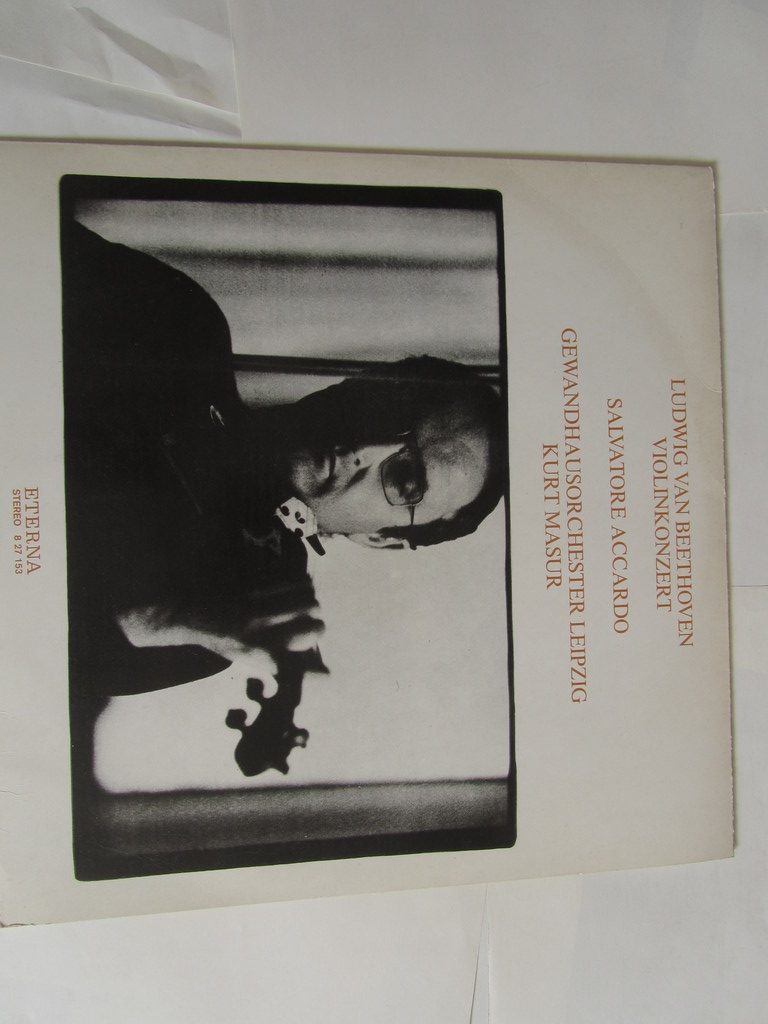 LUDWIG VAN BEETHOVEN
VIOLINKONZERT
SALVATORE ACCARDO
GEWANDHAUSORCHESTER LEIPZIG
KURT MASUR
ETERNA
STEREO 8 27 153